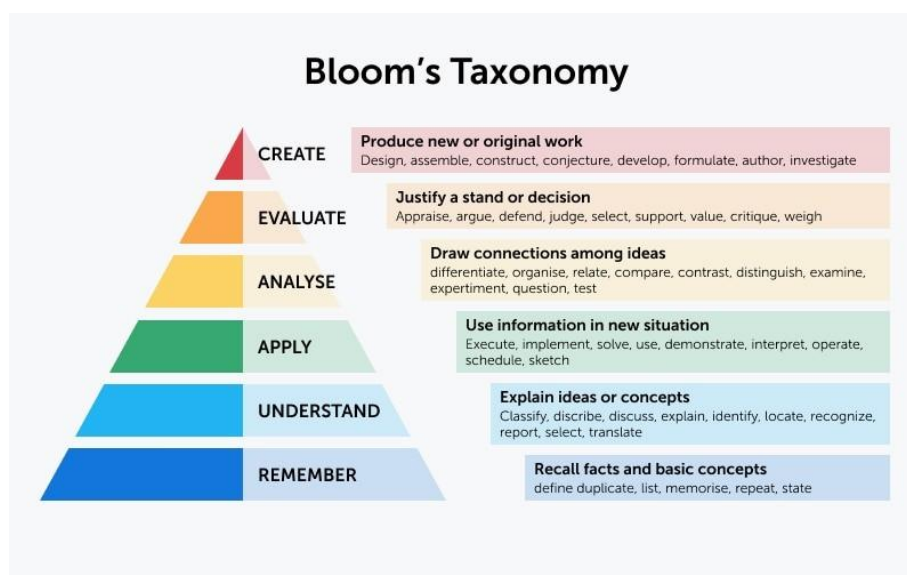 Bloom's Taxonomy
CREATE
Produce new or original work
Design, assemble, construct, conjecture, develop, formulate, author, investigate
EVALUATE
Justify a stand or decision
Appraise, argue, defend, judge, select, support, value, critique, weigh
ANALYSE
Draw connections among ideas
differentiate, organise, relate, compare, contrast, distinguish, examine,
expertiment, question, test
APPLY
Use information in new situation
Execute, implement, solve, use, demonstrate, interpret, operate,
schedule, sketch
UNDERSTAND
Explain ideas or concepts
Classify, discribe, discuss, explain, identify, locate, recognize,
report, select, translate
REMEMBER
Recall facts and basic concepts
define duplicate, list, memorise, repeat, state